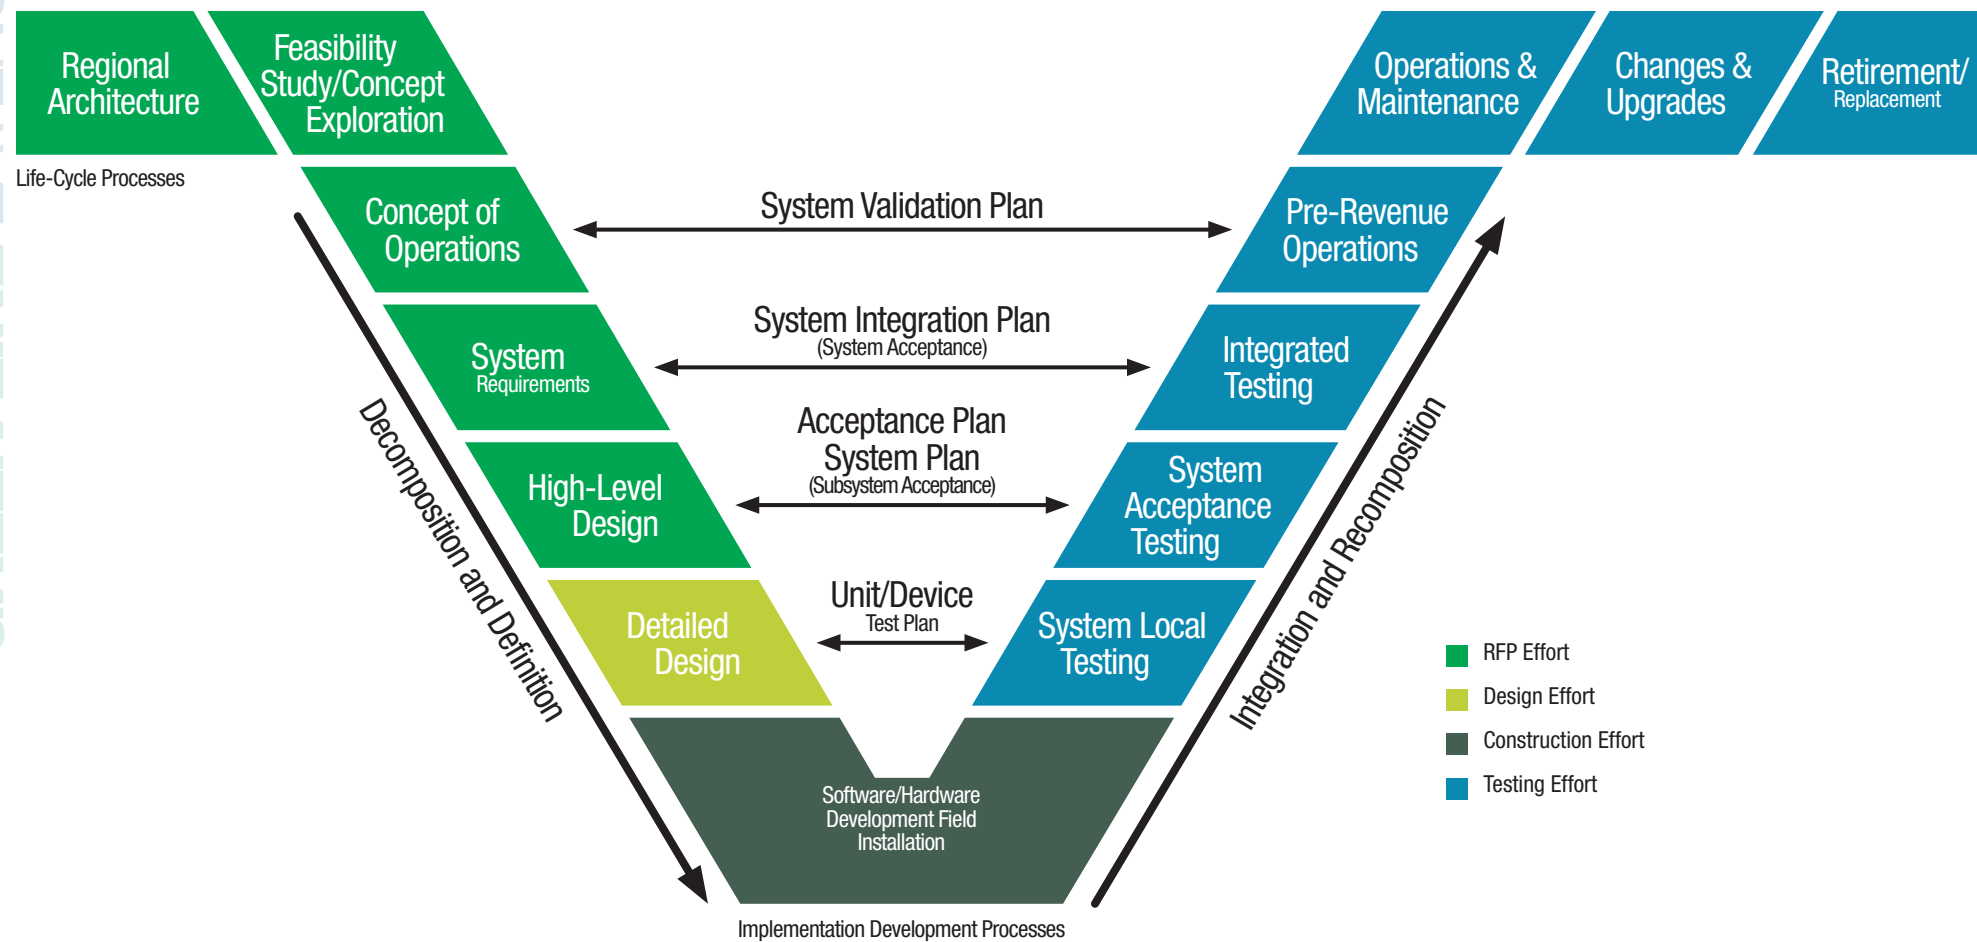 Regional
Architecture
Feasibility
Study/Concept
Exploration
Operations &
Maintenance
Changes &
Upgrades
Retirement/
Replacement
Life-Cycle Processes
Concept of
Operations
System Validation Plan
Pre-Revenue
Operations
System
Requirements
System Integration Plan
(System Acceptance)
Integrated
Testing
High-Level
Design
Acceptance Plan
System Plan
(Subsystem Acceptance)
System
Acceptance
Testing
Detailed
Design
Unit/Device
Test Plan
System Local
Testing
Decomposition and Definition
Integration and Recomposition
Software/Hardware
Development Field
Installation
Implementation Development Processes
RFP Effort
Design Effort
Construction Effort
Testing Effort